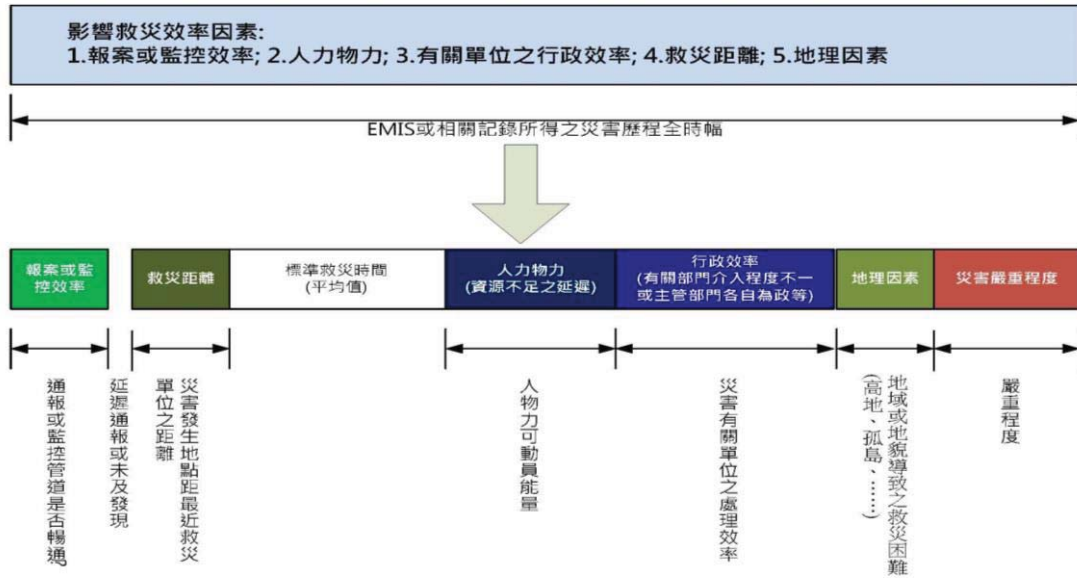 影響救災效率因素:
1.報案或監控效率; 2.人力物力; 3.有關單位之行政效率; 4.救災距離; 5.地理因素
EMIS或相關記錄所得之災害歷程全時幅
報案或監
控效率
救災距離
標準救災時間
(平均值)
人力物力
(資源不足之延遲)
行政效率
(有關部門介入程度不一
或主管部門各自為政等)
地理因素
災害嚴重程度
通報或監控管道是否暢通?
延遲通報或未及發現
災害發生地點距最近救災
單位之距離
人物力可動員能量
災害有關單位之處理效率
地域或地貌導致之救災困難
(高地、孤島、……)
嚴重程度